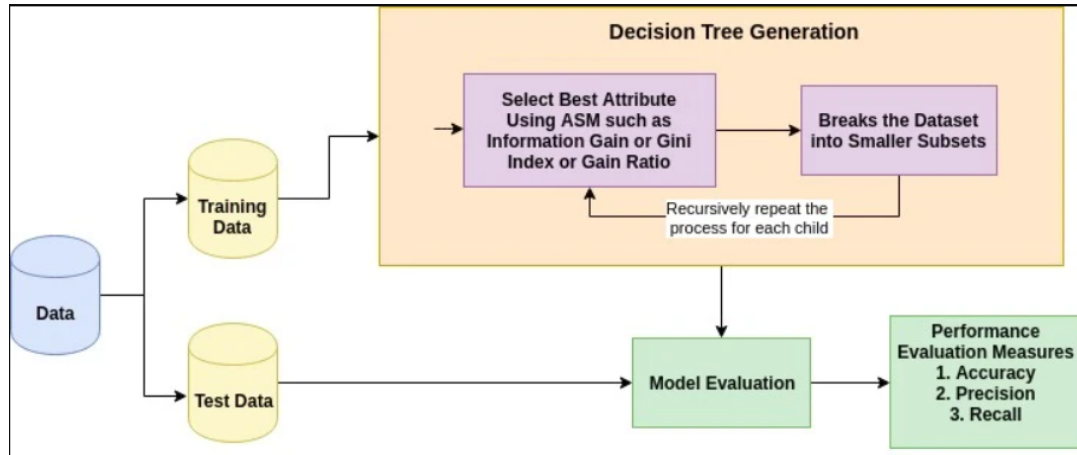 Decision Tree Generation
Select Best Attribute
Using ASM such as
Information Gain or Gini
Index or Gain Ratio
Breaks the Dataset
into Smaller Subsets
Recursively repeat the
process for each child
Training
Data
Data
Test Data
Model Evaluation
Performance
Evaluation Measures
1. Accuracy
2. Precision
3. Recall